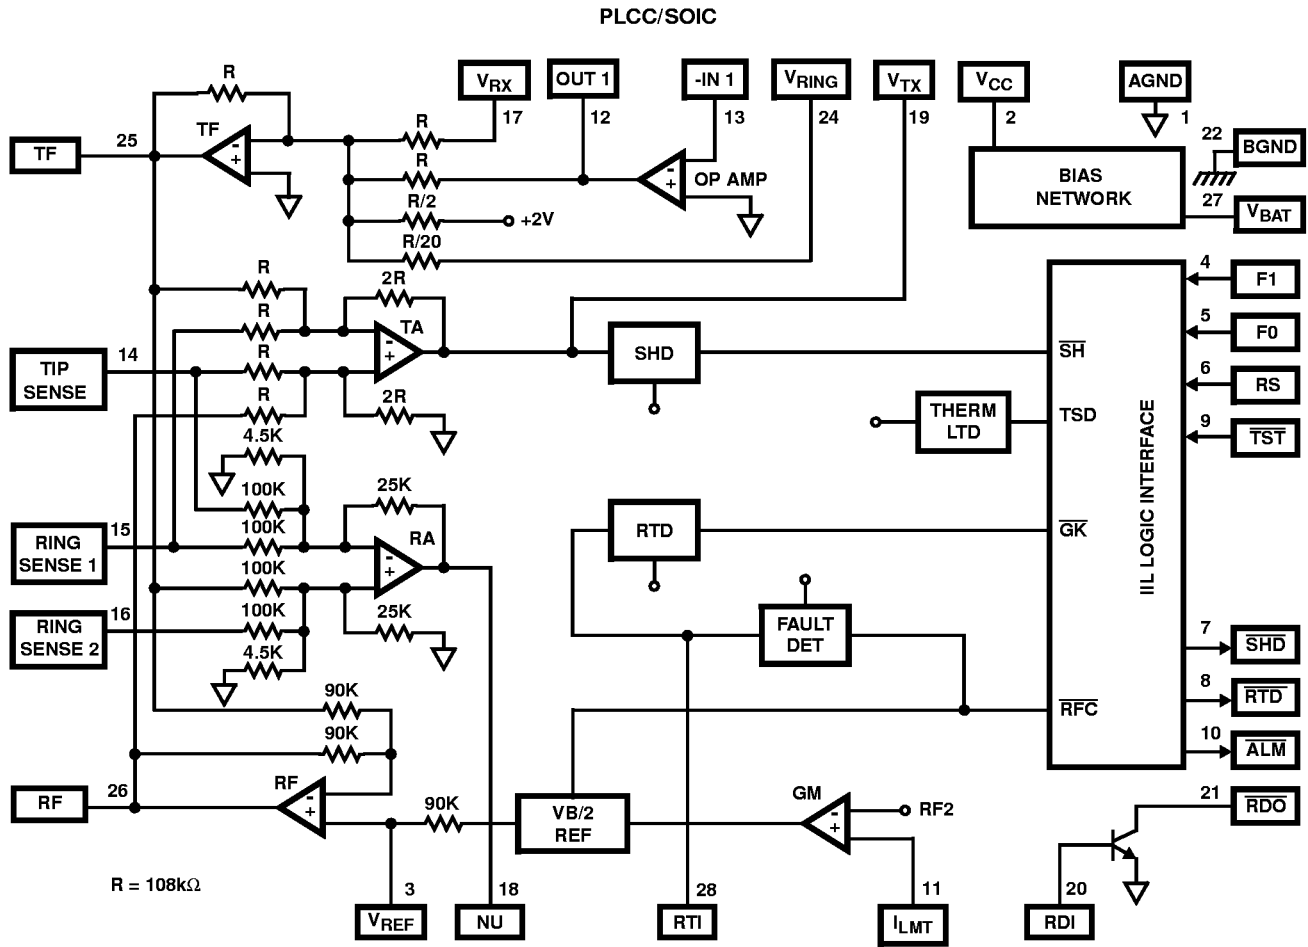 PLCC/SOIC
VRX
OUT 1
-IN 1
VRING
VTX
VCC
AGND
17
12
13
24
19
2
1
R
TF
25
TF
-
+
R
R
R/2
+2V
R/20
-
+
OP AMP
BIAS
NETWORK
22
BGND
27
VBAT
R
R
R
R
2R
TA
-
+
2R
TIP
SENSE
14
SHD
THERM
LTD
IIL LOGIC INTERFACE
SH
TSD
GK
RFC
4
F1
5
F0
6
RS
9
TST
4.5K
100K
100K
100K
100K
4.5K
25K
RA
-
+
25K
RING
SENSE 1
15
RING
SENSE 2
16
RTD
FAULT
DET
7
SHD
8
RTD
10
ALM
90K
90K
RF
26
RF
-
+
90K
VB/2
REF
GM
-
+
RF2
21
RDO
R = 108kΩ
3
VREF
18
NU
28
RTI
11
ILMT
20
RDI